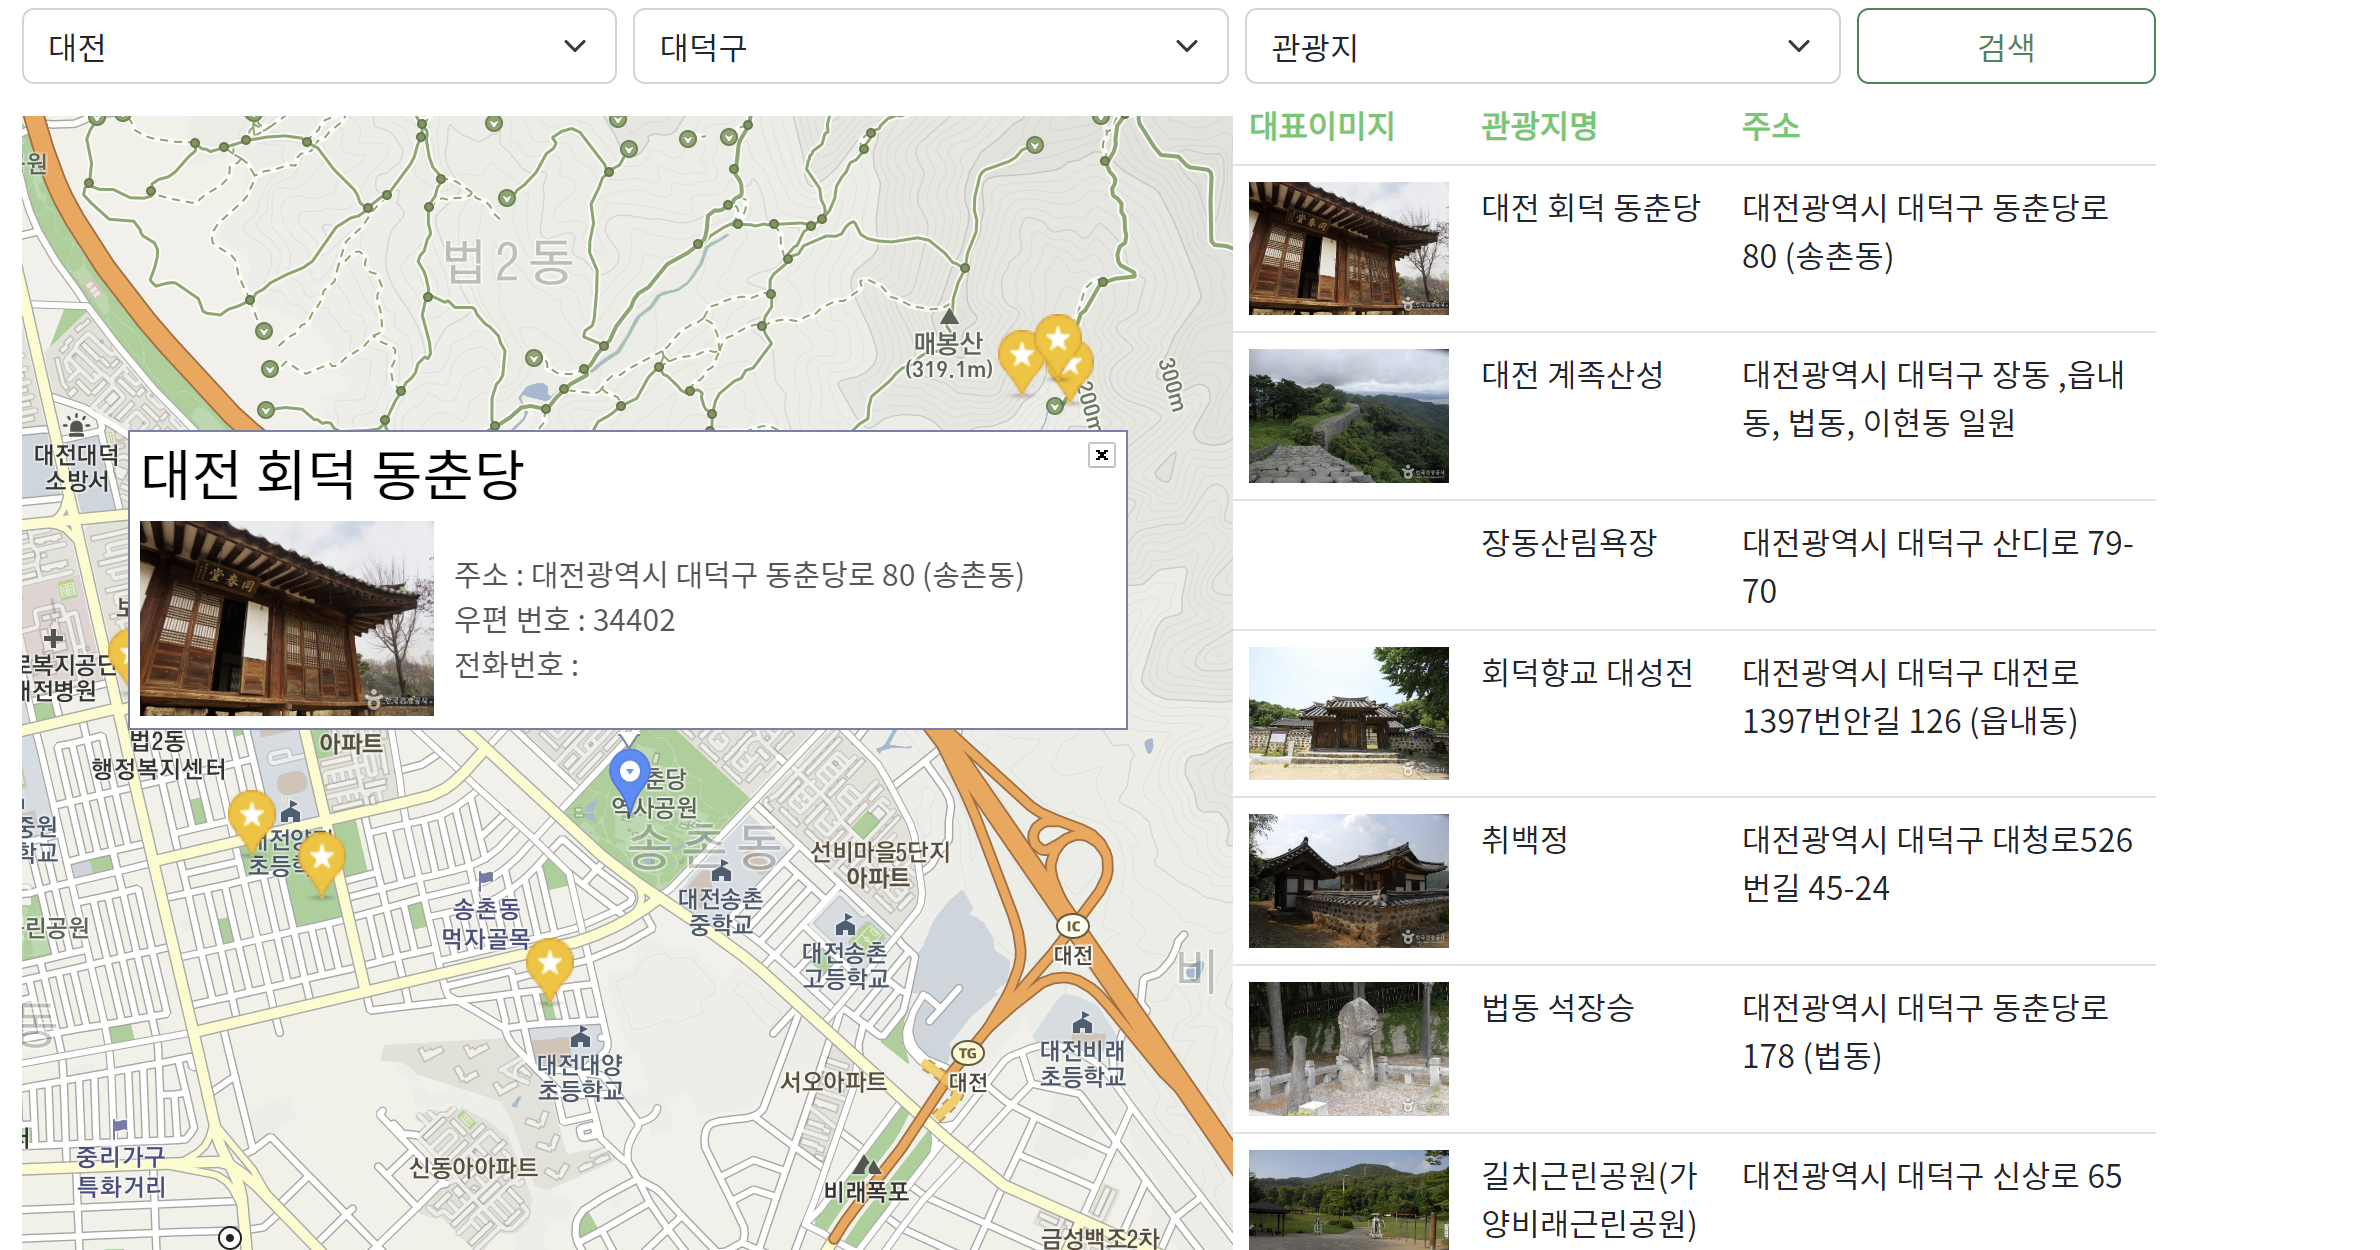 대전
대덕구
관광지
검색
대표이미지 관광지명 주소
대전 회덕 동춘당
대전광역시 대덕구 동춘당로
80 (송촌동)
대전 계족산성
대전광역시 대덕구 장동 ,읍내
동, 법동, 이현동 일원
장동산림욕장
대전광역시 대덕구 산디로 79-
70
회덕향교 대성전
대전광역시 대덕구 대전로
1397번안길 126 (읍내동)
취백정
대전광역시 대덕구 대청로526
번길 45-24
법동 석장승
대전광역시 대덕구 동춘당로
178 (법동)
길치근린공원(가
양비래근린공원)
대전광역시 대덕구 신상로 65
원
법2동
매봉산
(319.1m)
200m
300m
대전대덕
소방서
대전 회덕 동춘당
주소 : 대전광역시 대덕구 동춘당로 80 (송촌동)
우편 번호 : 34402
전화번호 :
로복지공단
대전병원
법2동
행정복지센터
아파트
춘당
역사공원
송촌동
중원
학교
대전양지
초등학
선비마을5단지
아파트
대전송촌
중학교
송촌동
먹자골목
린공원
대전송촌
고등학교
IC
대전
비
동
대전대양
초등학교
TG
대전
대전비래
초등학교
서오아파트
중리가구
특화거리
신동아아파트
비래폭포
금성백조2차